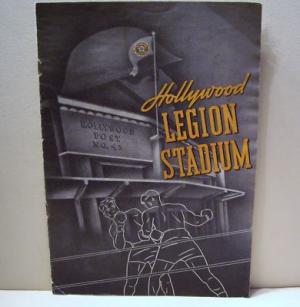 Hollywood
LEGION
STADIUM
HOLLYWOOD
POST
NO. 43